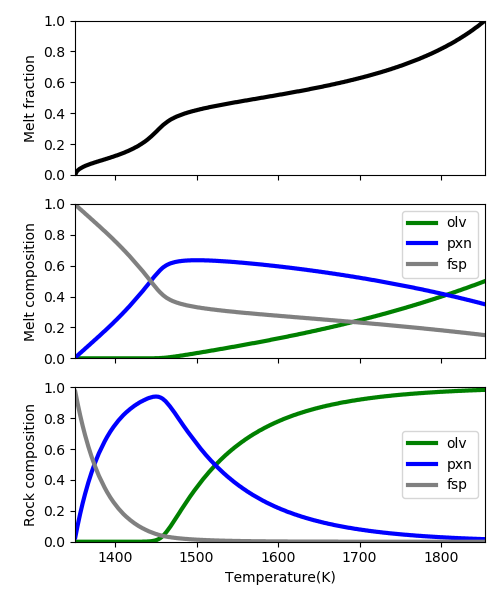 1.0
0.8
0.6
0.4
0.2
0.0
Melt fraction
1.0
0.8
0.6
0.4
0.2
0.0
Melt composition
olv
pxn
fsp
1.0
0.8
0.6
0.4
0.2
0.0
Rock composition
olv
pxn
fsp
1400 1500 1600 1700 1800
Temperature(K)